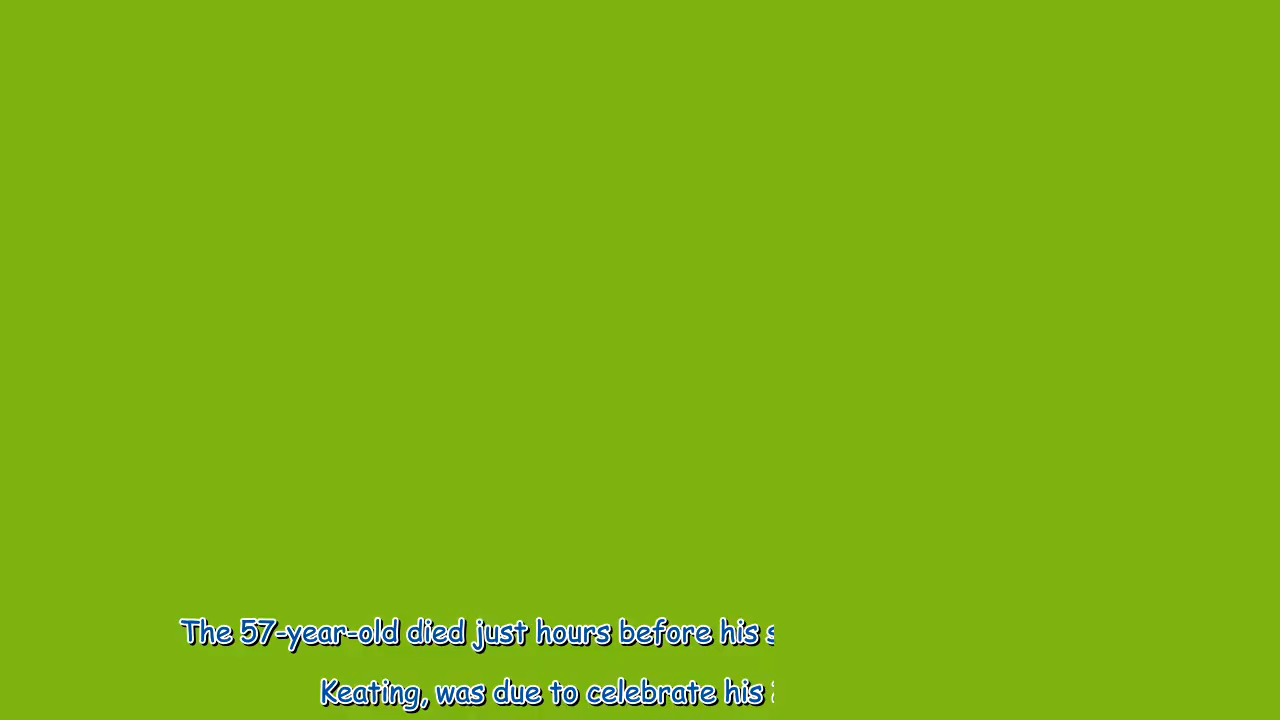 The 57-year-old died just hours before his
Keating, was due to celebrate his